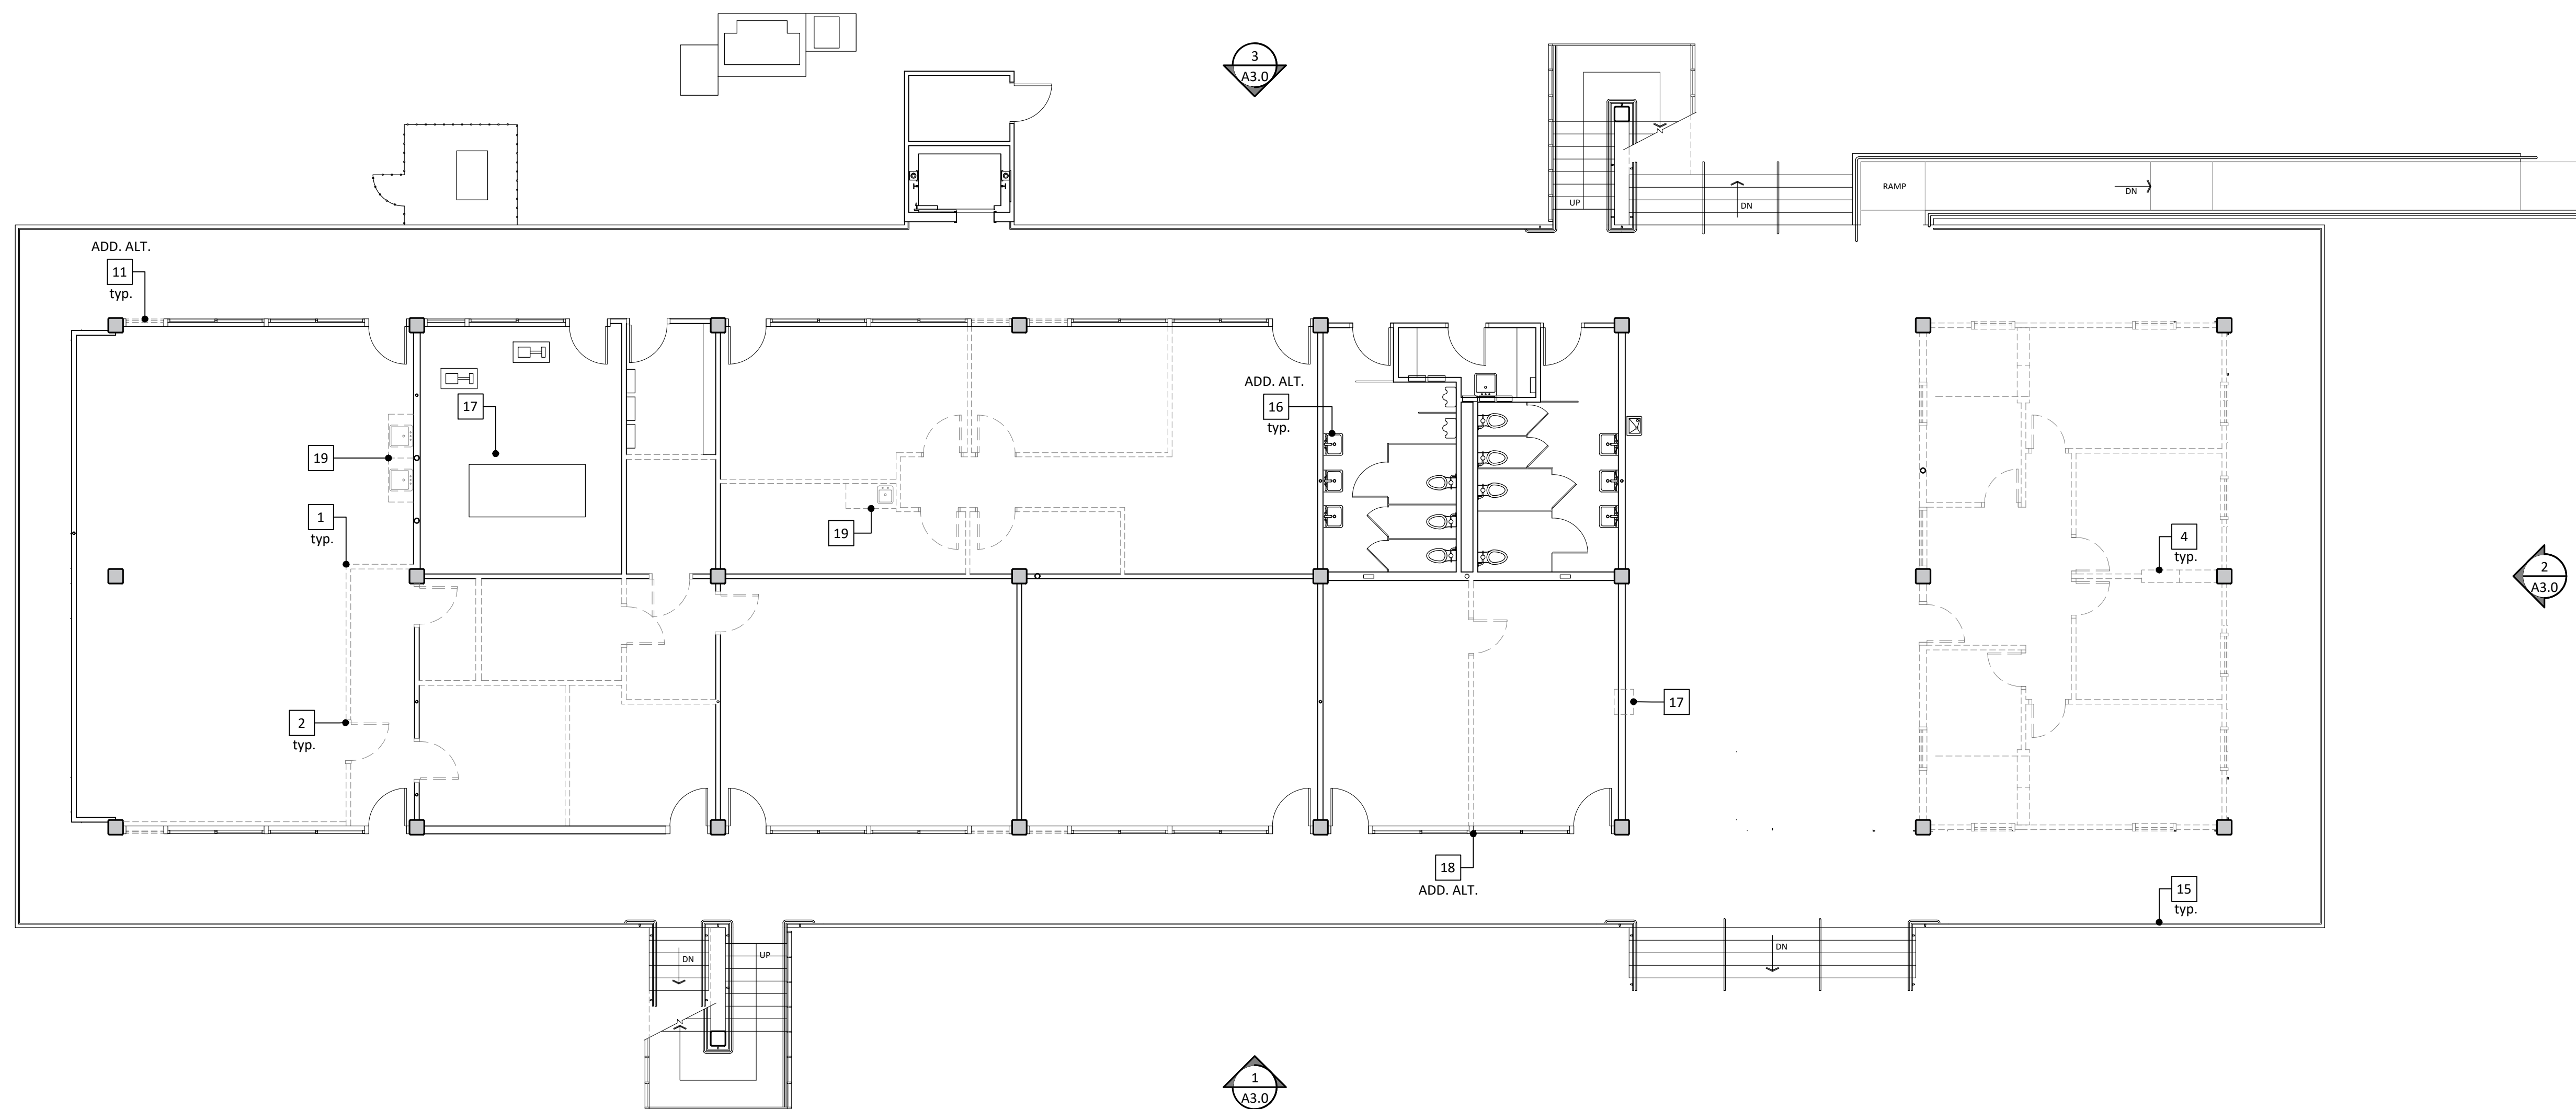 3
A3.0
UP
DN
RAMP
DN
ADD. ALT.
11
typ.
17
ADD. ALT.
16
typ.
19
1
typ.
19
4
typ.
2
A3.0
2
typ.
17
18
ADD. ALT.
15
typ.
DN
UP
DN
1
A3.0